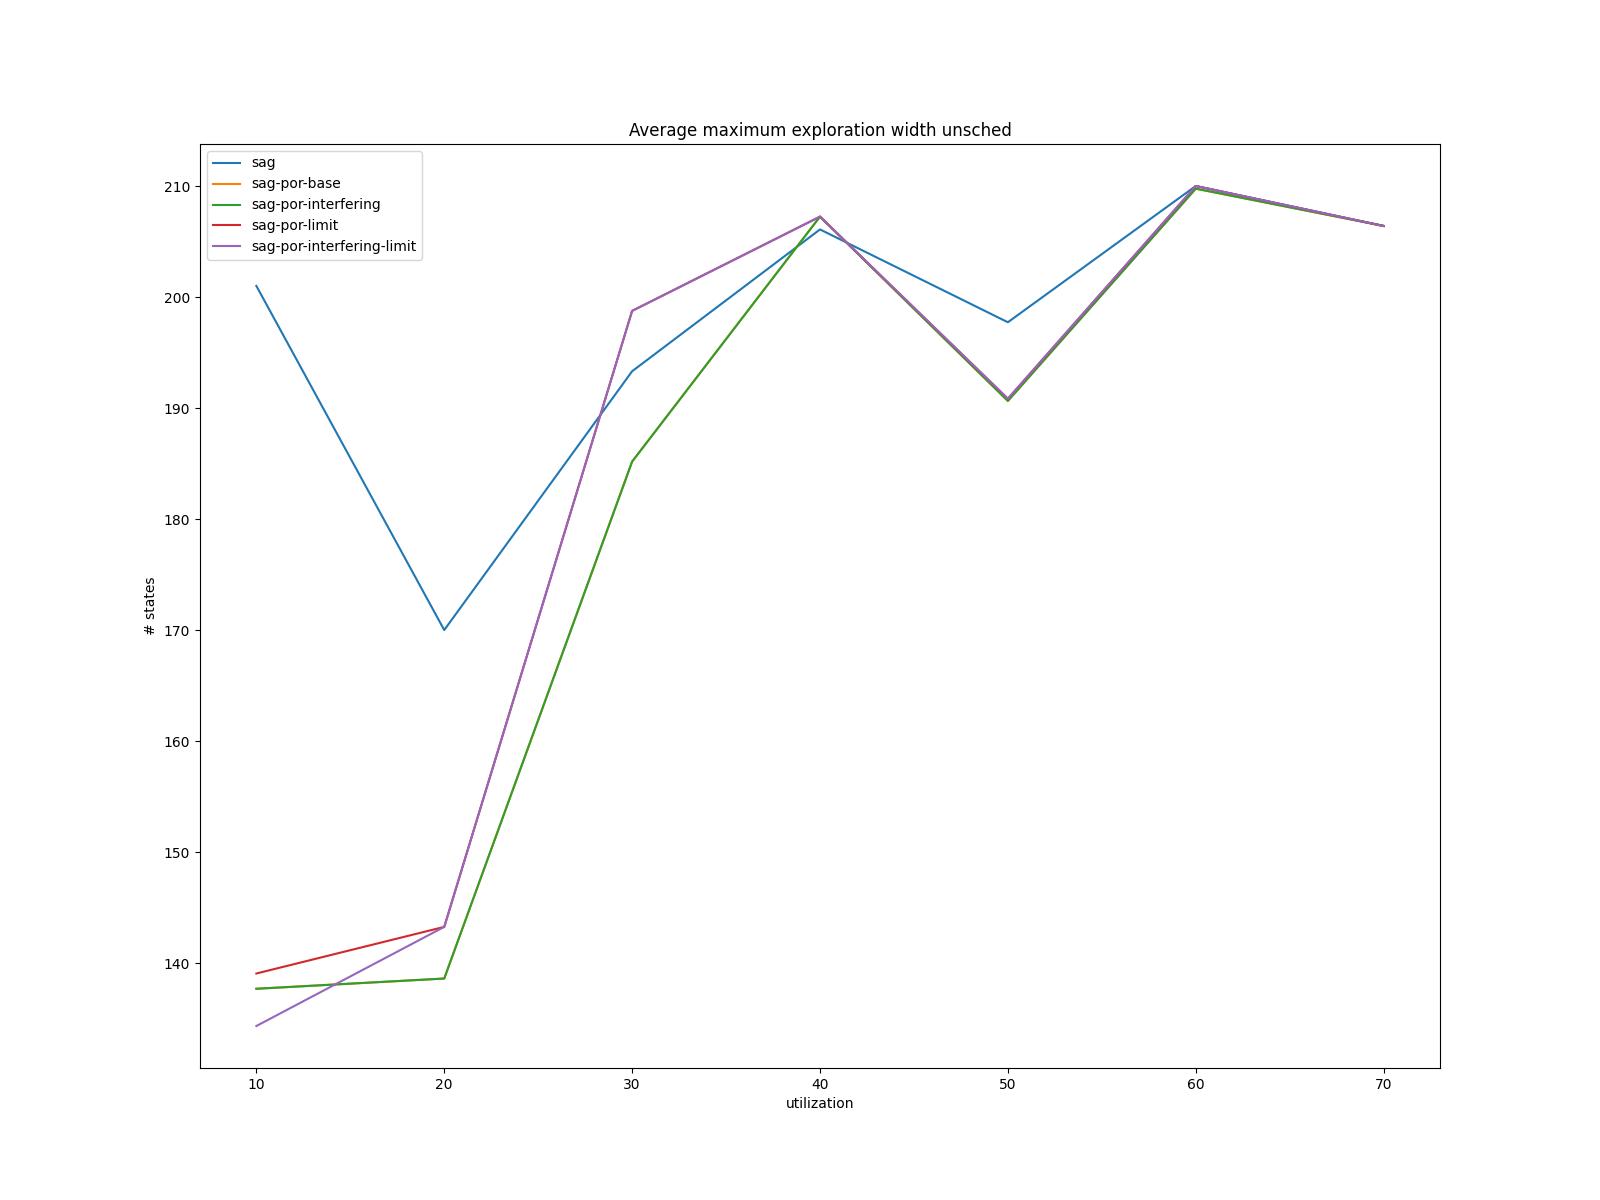 Average maximum exploration width unsched
sag
sag-por-base
sag-por-interfering
sag-por-limit
sag-por-interfering-limit
210
200
190
180
170
160
150
140
# states
10 20 30 40 50 60 70
utilization